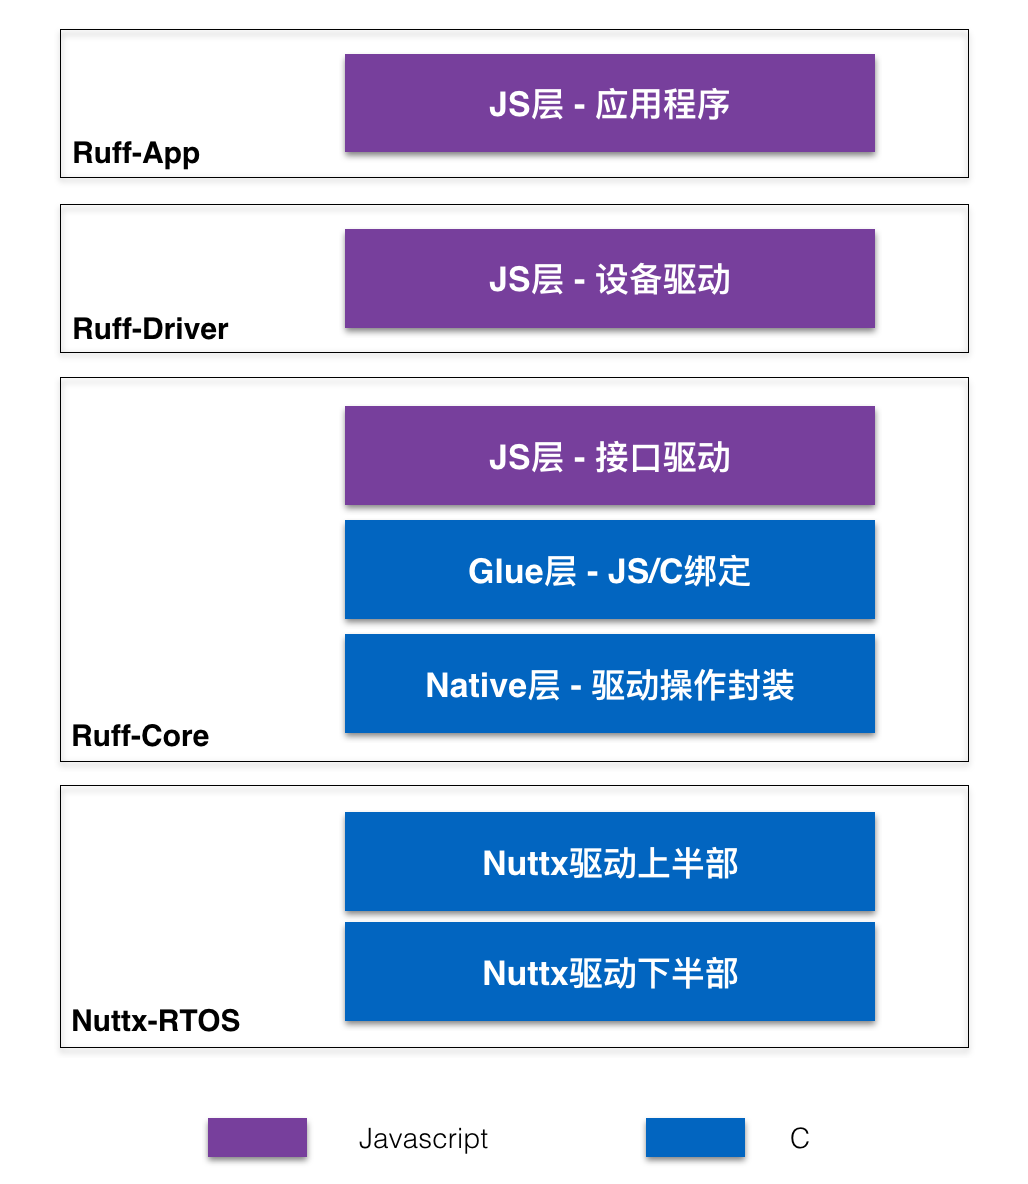 JS层 - 应用程序
Ruff-App
JS层 - 设备驱动
Ruff-Driver
JS层 - 接口驱动
Glue层 - JS/C绑定
Native层 - 驱动操作封装
Ruff-Core
Nuttx驱动上半部
Nuttx驱动下半部
Nuttx-RTOS
Javascript
C